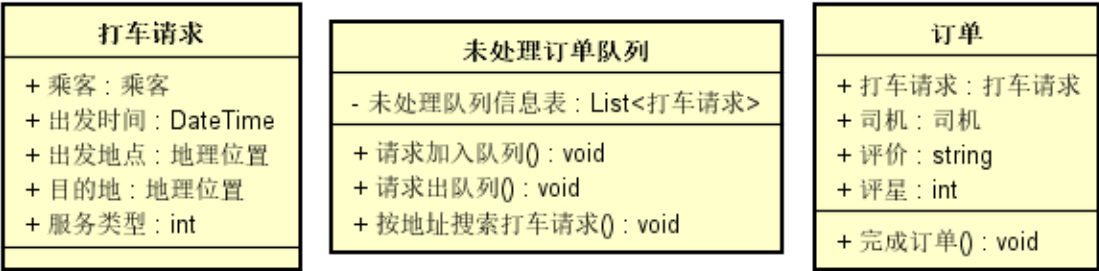 打车请求
+ 乘客 : 乘客
+ 出发时间 : DateTime
+ 出发地点 : 地理位置
+ 目的地 : 地理位置
+ 服务类型 : int
未处理订单队列
- 未处理队列信息表 : List<打车请求>
+ 请求加入队列() : void
+ 请求出队列() : void
+ 按地址搜索打车请求() : void
订单
+ 打车请求 : 打车请求
+ 司机 : 司机
+ 评价 : string
+ 评星 : int
+ 完成订单() : void